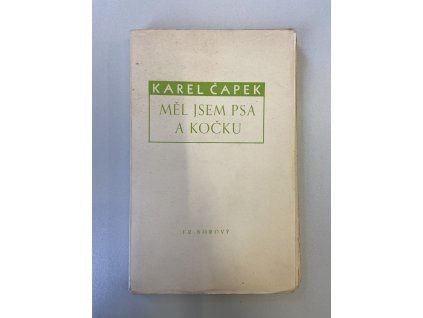 KAREL ČAPEK
MĚL JSEM PSA
A KOČKU
FR. BOROVÝ